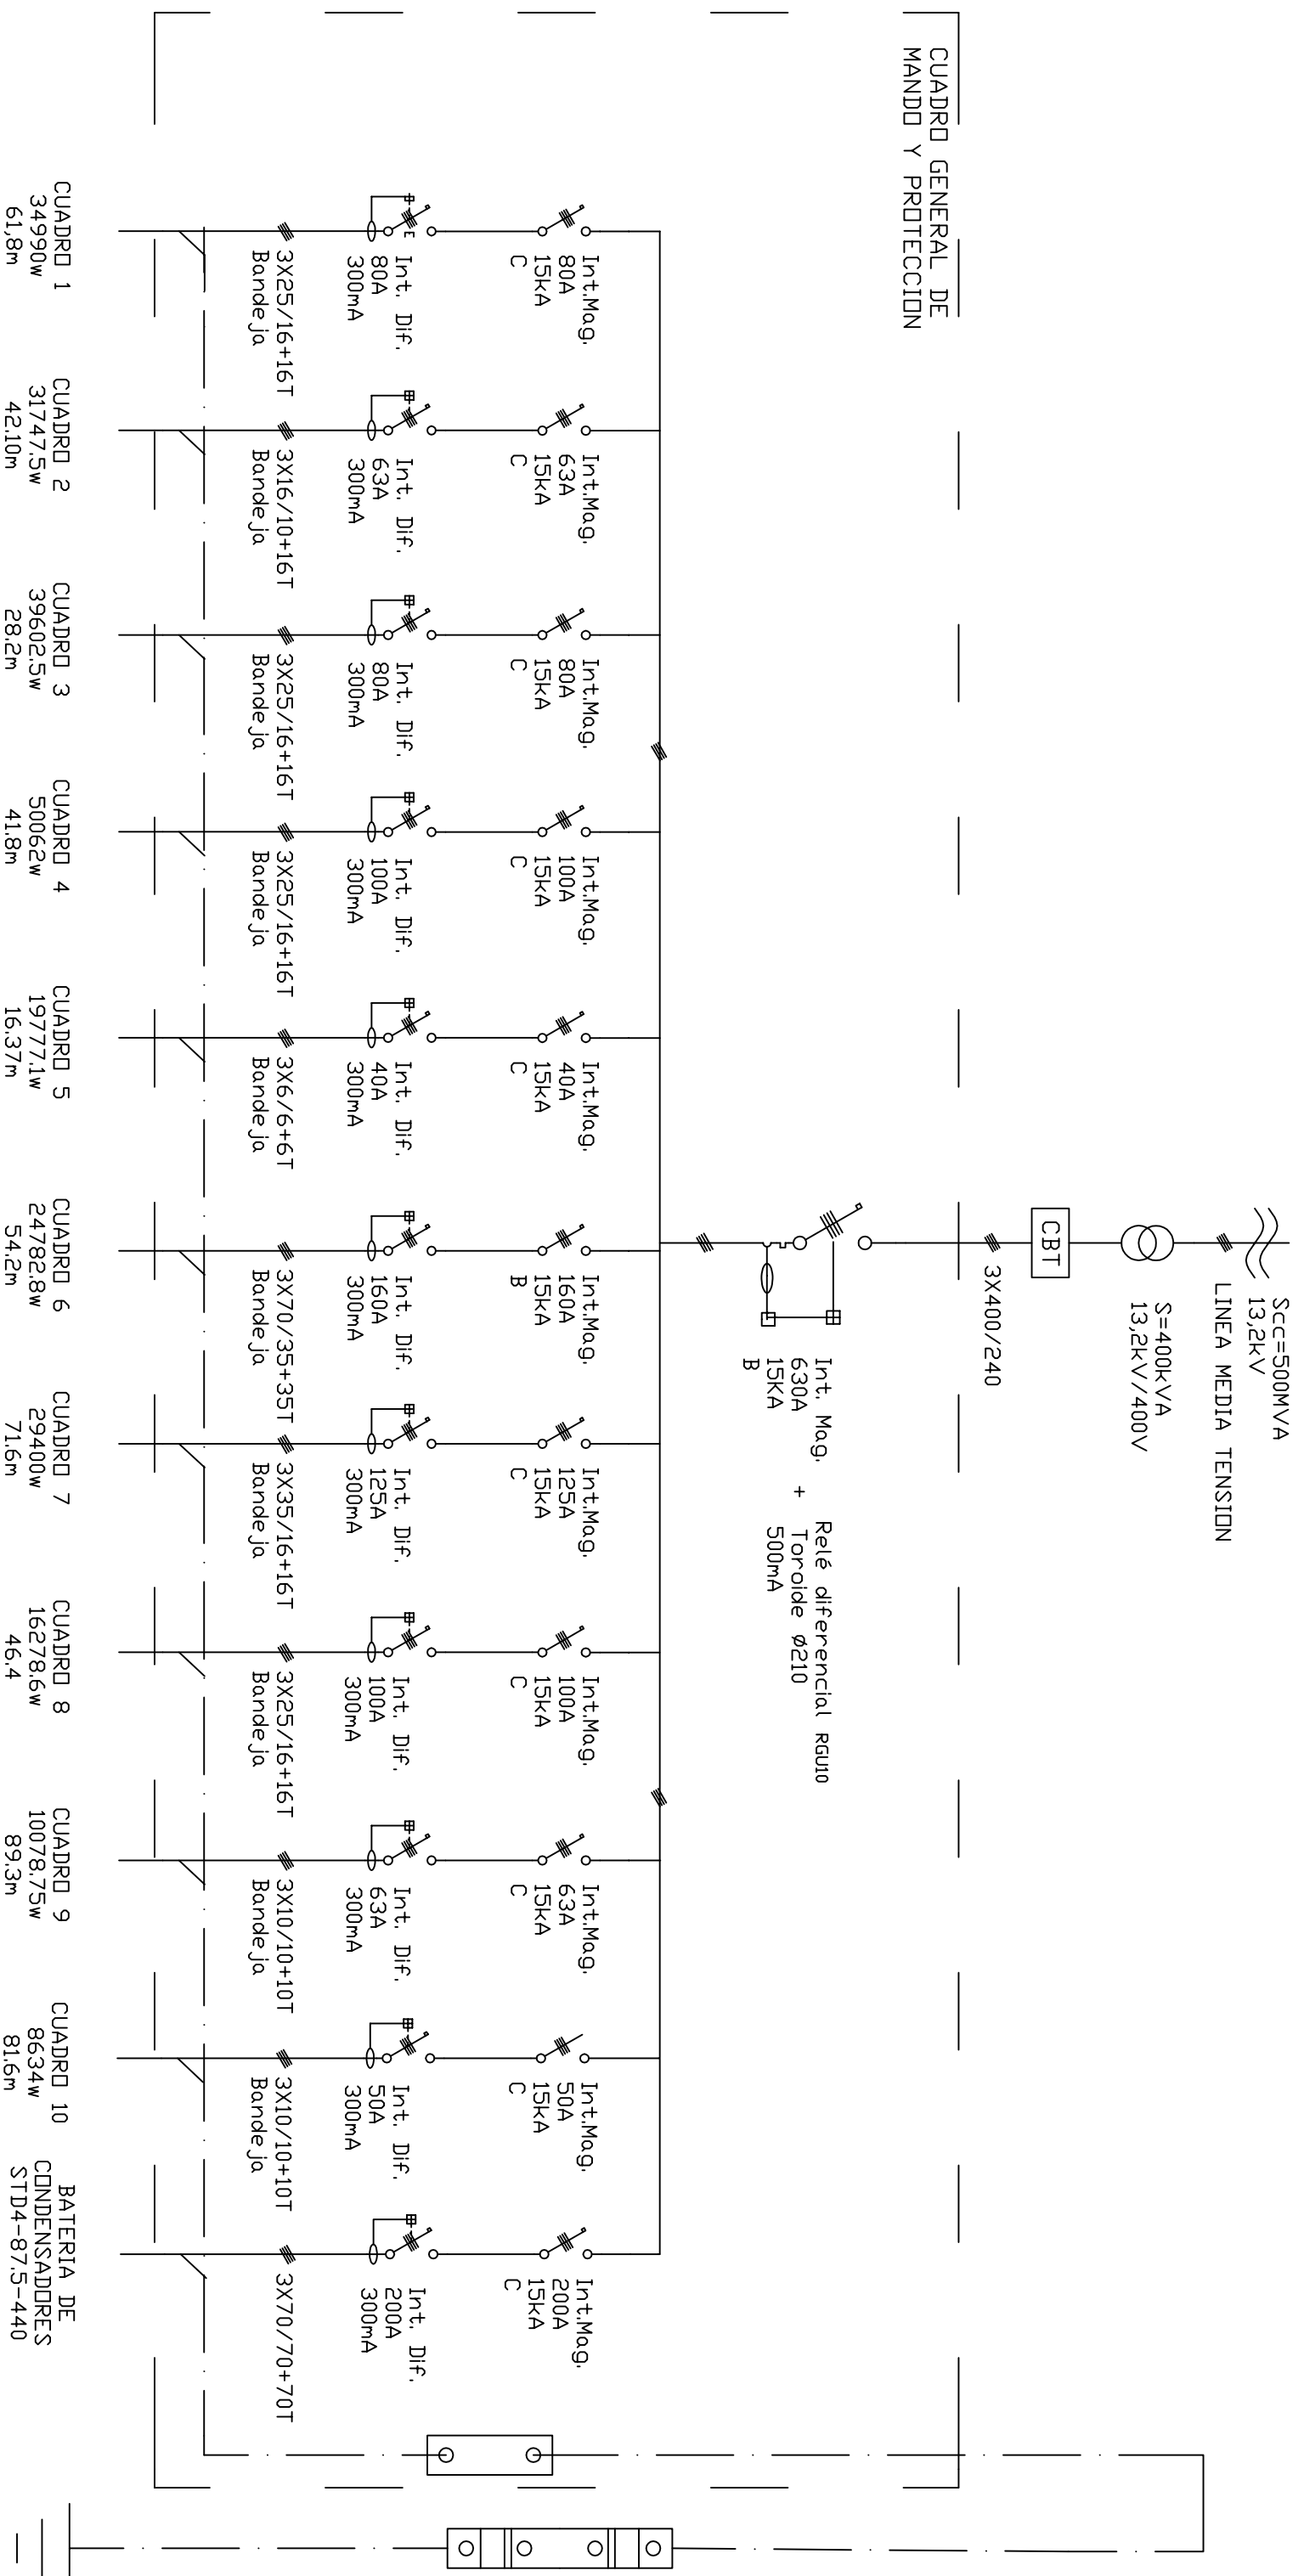 Scc=500MVA
13,2kV
LINEA MEDIA TENSION
S=400kVA
13,2kV/400V
CBT
3X400/240
CUADRO GENERAL DE
MANDO Y PROTECCION
Int. Mag. + Relé diferencial RGU10
630A Toroide Ø210
15KA 500mA
B
Int.Mag.
80A
15kA
C
Int. Dif.
80A
300mA
3X25/16+16T
Bandeja
CUADRO 1
34990w
61,8m
Int.Mag.
63A
15kA
C
Int. Dif.
63A
300mA
3X16/10+16T
Bandeja
CUADRO 2
31747.5w
42.10m
Int.Mag.
80A
15kA
C
Int. Dif.
80A
300mA
3X25/16+16T
Bandeja
CUADRO 3
39602.5w
28.2m
Int.Mag.
100A
15kA
C
Int. Dif.
100A
300mA
3X25/16+16T
Bandeja
CUADRO 4
50062w
41.8m
Int.Mag.
40A
15kA
C
Int. Dif.
40A
300mA
3X6/6+6T
Bandeja
CUADRO 5
19777.1w
16.37m
Int.Mag.
160A
15kA
B
Int. Dif.
160A
300mA
3X70/35+35T
Bandeja
CUADRO 6
24782.8w
54.2m
Int.Mag.
125A
15kA
C
Int. Dif.
125A
300mA
3X35/16+16T
Bandeja
CUADRO 7
29400w
71.6m
Int.Mag.
100A
15kA
C
Int. Dif.
100A
300mA
3X25/16+16T
Bandeja
CUADRO 8
16278.6w
46.4
Int.Mag.
63A
15kA
C
Int. Dif.
63A
300mA
3X10/10+10T
Bandeja
CUADRO 9
10078.75w
89.3m
Int.Mag.
50A
15kA
C
Int. Dif.
50A
300mA
3X10/10+10T
Bandeja
CUADRO 10
8634w
81.6m
Int.Mag.
200A
15kA
C
Int. Dif.
200A
300mA
3X70/70+70T
BATERIA DE
CONDENSADORES
STD4-87.5-440